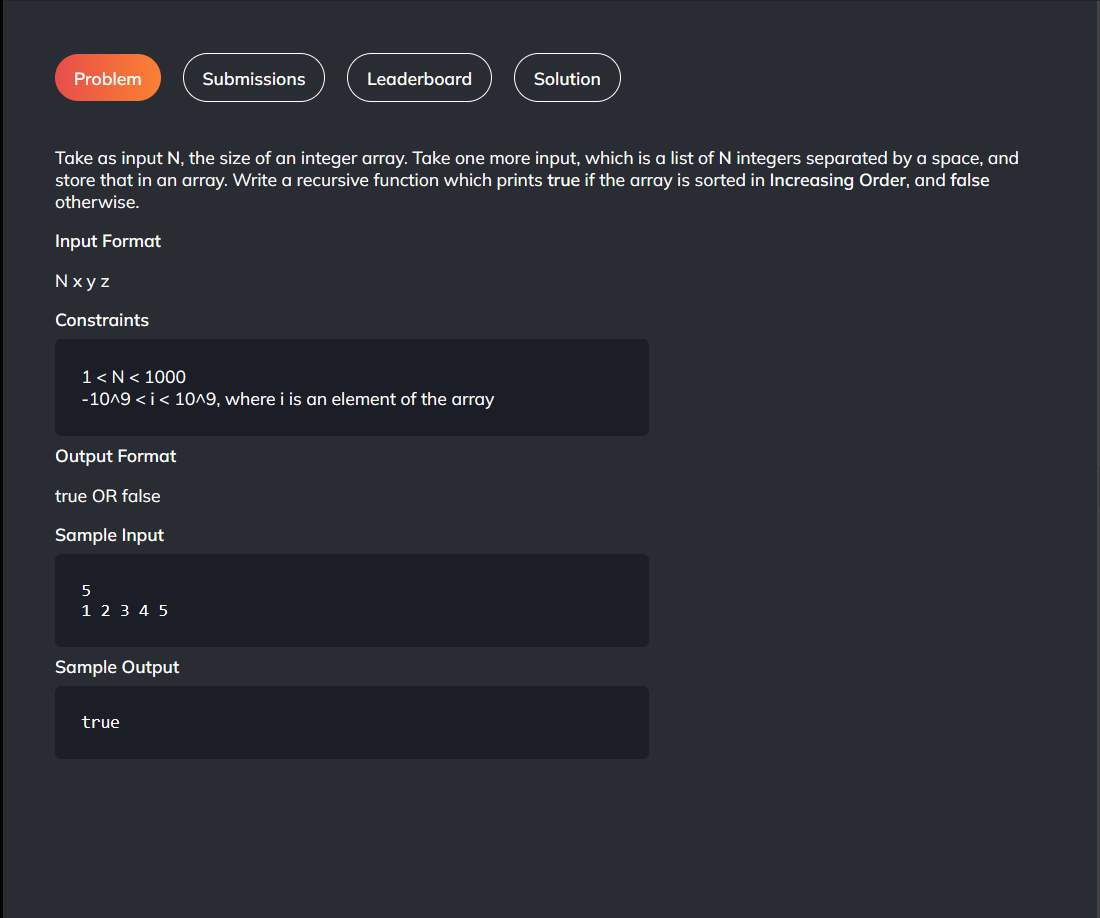 Problem
Submissions
Leaderboard
Solution
Take as input N, the size of an integer array. Take one more input, which is a list of N integers separated by a space, and
store that in an array. Write a recursive function which prints true if the array is sorted in Increasing Order, and false
otherwise.
Input Format
N x y z
Constraints
1 < N < 1000
-10^9 < i < 10^9, where i is an element of the array
Output Format
true OR false
Sample Input
5
1 2 3 4 5
Sample Output
true